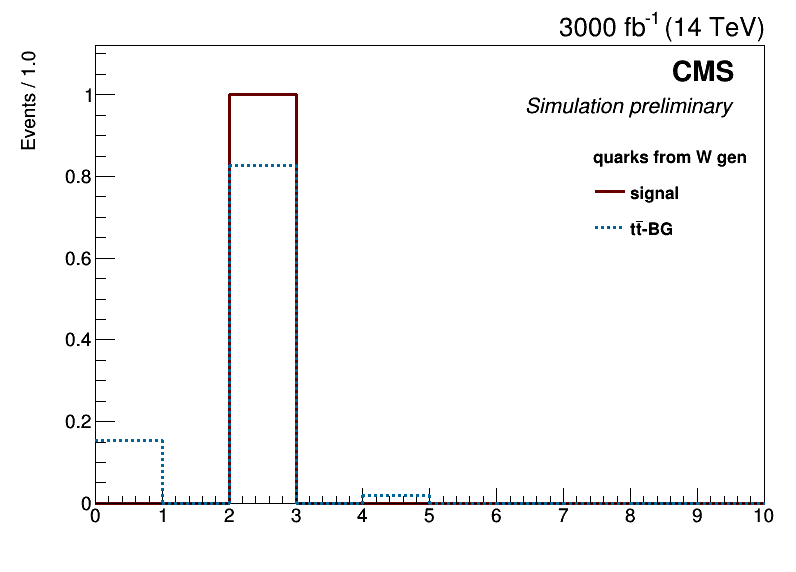 3000 fb⁻¹ (14 TeV)
Events / 1.0
CMS
Simulation preliminary
quarks from W gen
signal
tt̄-BG
1
0.8
0.6
0.4
0.2
0
0 1 2 3 4 5 6 7 8 9 10